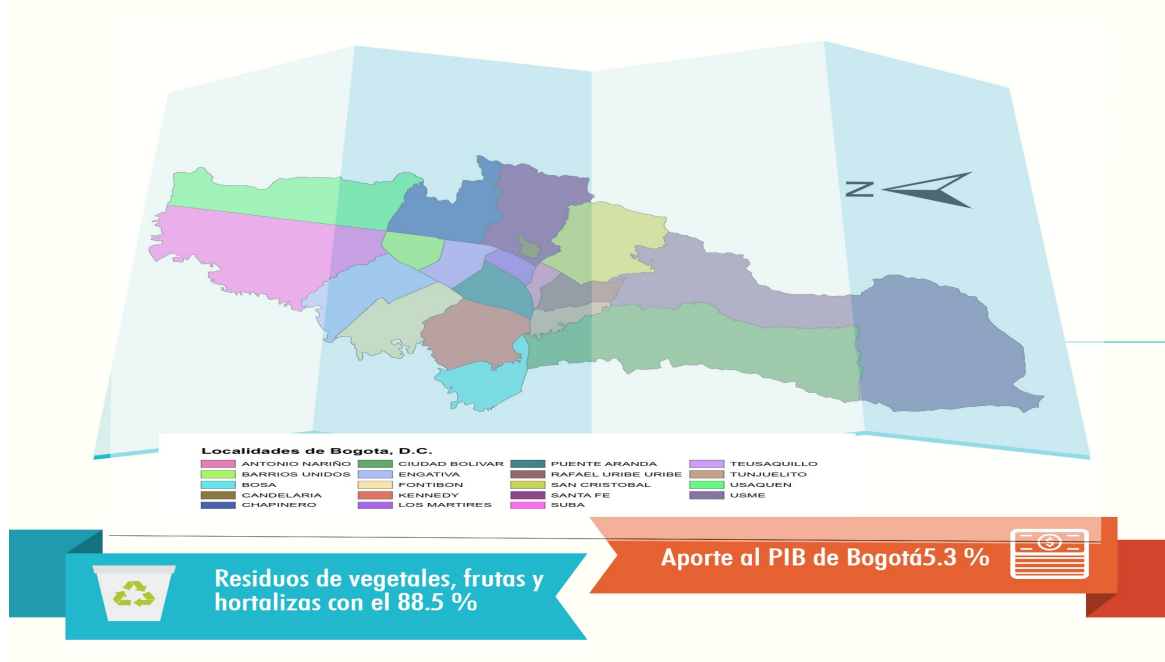 N
Localidades de Bogota, D.C.
ANTONIO NARIÑO
BARRIOS UNIDOS
BOSA
CANDELARIA
CHAPINERO
CIUDAD BOLIVAR
ENGATIVA
FONTIBON
KENNEDY
LOS MARTIRES
PUENTE ARANDA
RAFAEL URIBE URIBE
SAN CRISTOBAL
SANTA FE
SUBA
TEUSAQUILLO
TUNJUELITO
USAQUEN
USME
Residuos de vegetales, frutas y
hortalizas con el 88.5 %
Aporte al PIB de Bogotá5.3 %
$